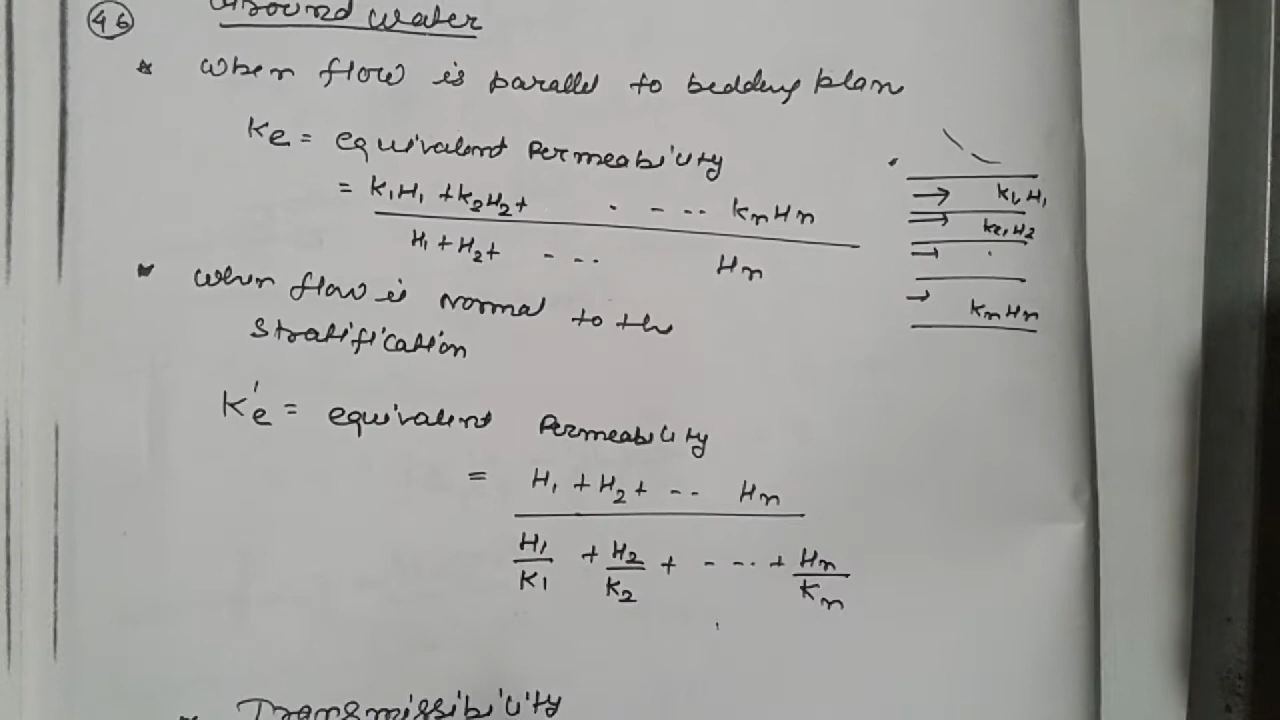 46
Ground water
* When flow is parallel to bedding plan
Ke = equivalent Permeability
= K₁H₁ + K₂H₂ + . - -- KnHn
H₁ + H₂ + - -.. Hn
K₁, H₁
K₂, H₂
Kn Hn
* When flow is Normal to the
Stratification
K'e = equivalent Permeability
= H₁ + H₂ + -- Hn
H₁/K₁ + H₂/K₂ + - --. + Hn/Kn
* Transmissibility